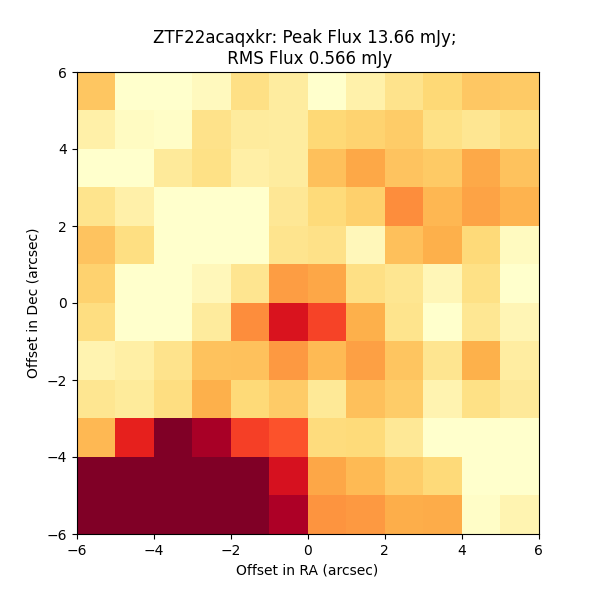 ZTF22acaqxkr: Peak Flux 13.66 mJy;
RMS Flux 0.566 mJy
6
4
2
0
−2
−4
−6
Offset in Dec (arcsec)
−6 −4 −2 0 2 4 6
Offset in RA (arcsec)